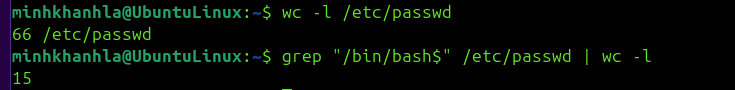 minhkhanhla@UbuntuLinux:~$ wc -l /etc/passwd
66 /etc/passwd
minhkhanhla@UbuntuLinux:~$ grep "/bin/bash$" /etc/passwd | wc -l
15